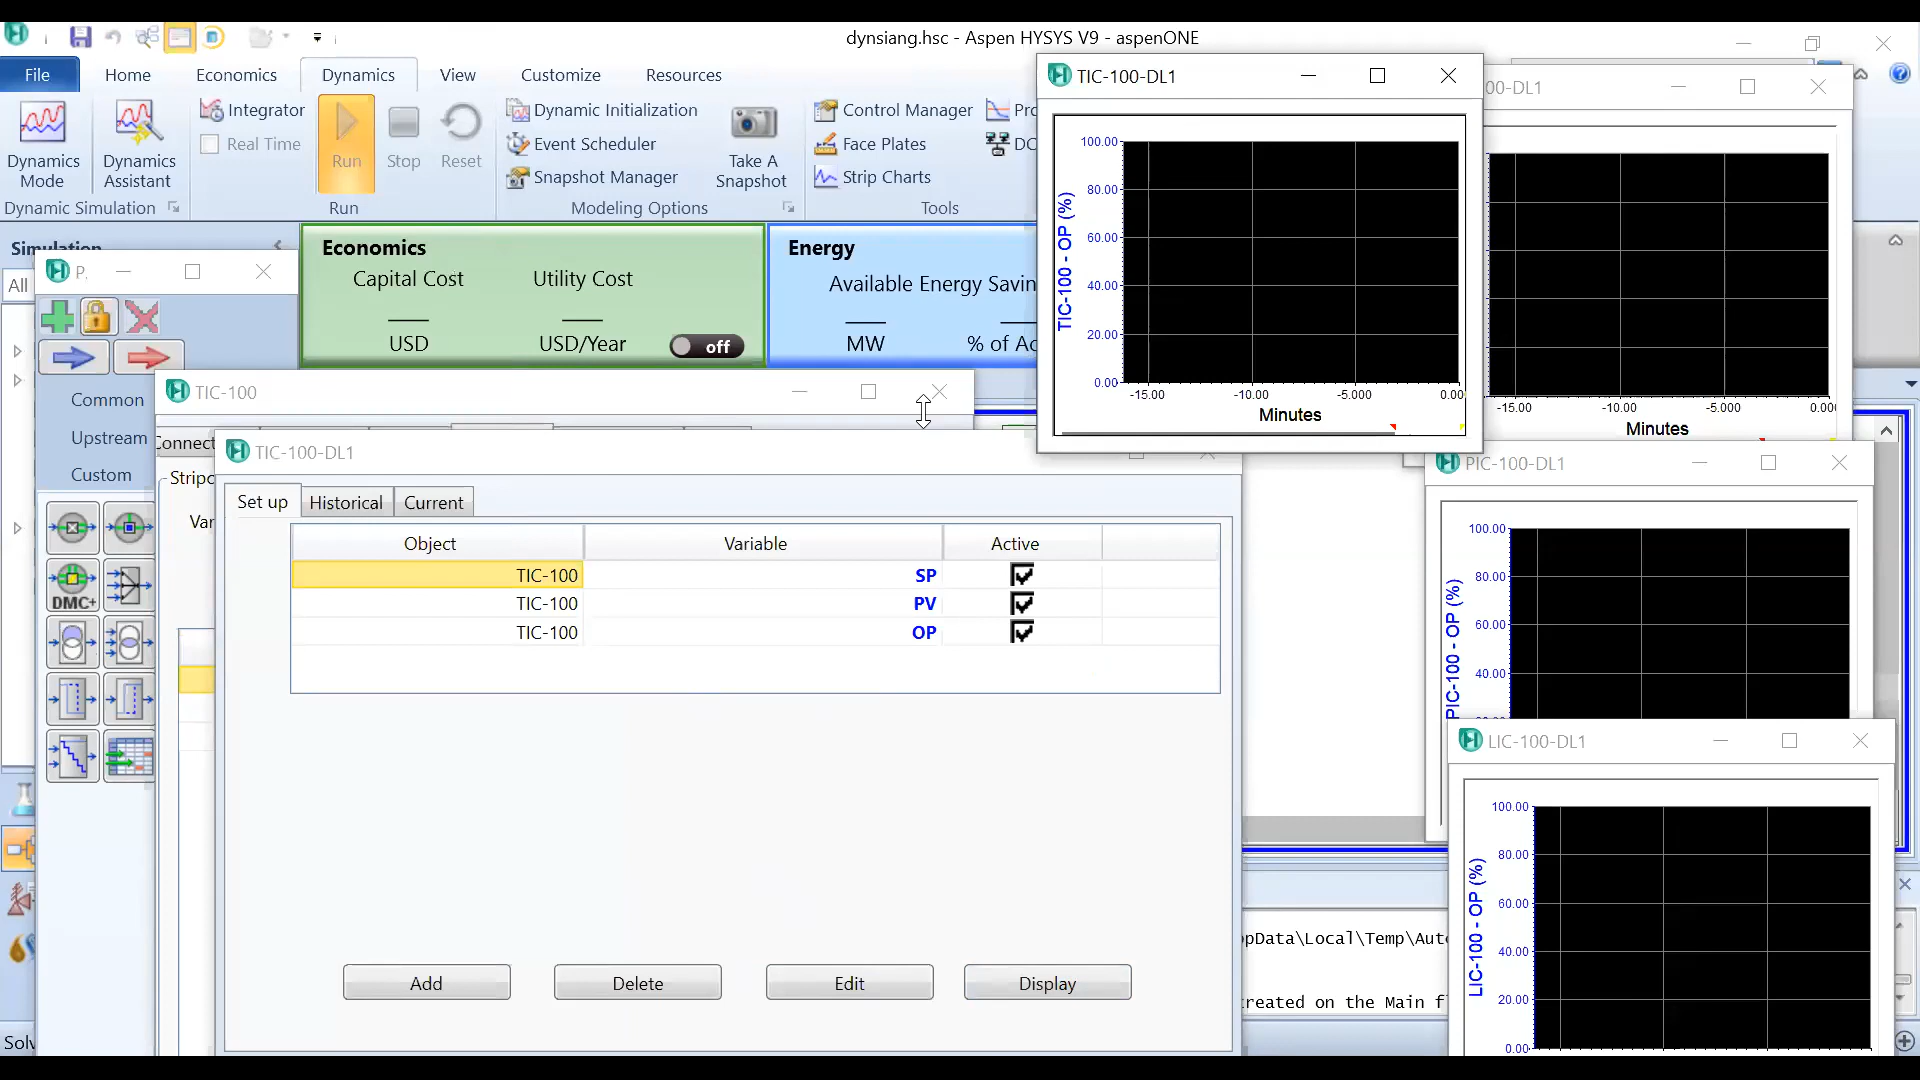 dynsiang.hsc - Aspen HYSYS V9 - aspenONE
File
Home
Economics
Dynamics
View
Customize
Resources
Dynamics Mode
Dynamics Assistant
Dynamic Simulation
Integrator
Real Time
Run
Stop
Reset
Run
Dynamic Initialization
Event Scheduler
Snapshot Manager
Take A Snapshot
Modeling Options
Control Manager
Face Plates
Strip Charts
Tools
TIC-100-DL1
100.00
80.00
60.00
40.00
20.00
0.00
TIC-100 - OP (%)
-15.00
-10.00
-5.000
Minutes
00-DL1
-15.00
-10.00
-5.000
Minutes
All
Economics
Capital Cost
Utility Cost
USD
USD/Year
off
Energy
Available Energy Savin
MW
% of Ac
P.
Common
Upstream
Custom
DMC+
TIC-100
Connect
Stripc
Var
TIC-100-DL1
Set up
Historical
Current
Object
Variable
Active
TIC-100
SP
TIC-100
PV
TIC-100
OP
Add
Delete
Edit
Display
PIC-100-DL1
100.00
80.00
60.00
40.00
PIC-100 - OP (%)
LIC-100-DL1
100.00
80.00
60.00
40.00
20.00
0.00
LIC-100 - OP (%)
ppData\Local\Temp\Aut
created on the Main f
Solv